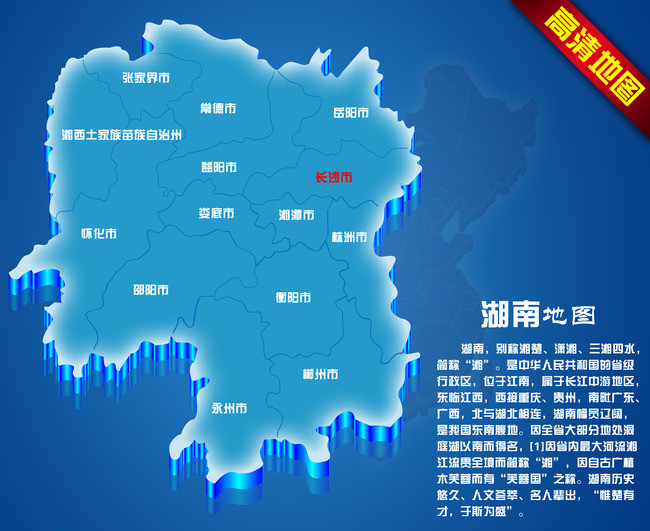 高清地图
张家界市
常德市
岳阳市
湘西土家族苗族自治州
益阳市
长沙市
娄底市
湘潭市
怀化市
株洲市
邵阳市
衡阳市
郴州市
永州市
湖南地图
湖南，别称湘楚、潇湘、三湘四水，
简称“湘”。是中华人民共和国的省级
行政区，位于江南，属于长江中游地区，
东临江西，西接重庆、贵州，南毗广东、
广西，北与湖北相连，湖南幅员辽阔，
是我国东南腹地。因全省大部分地处洞
庭湖以南而得名，[1]因省内最大河流湘
江流贯全境而简称“湘”，因自古广植
木芙蓉而有“芙蓉国”之称。湖南历史
悠久、人文荟萃、名人辈出，“惟楚有
才，于斯为盛”。